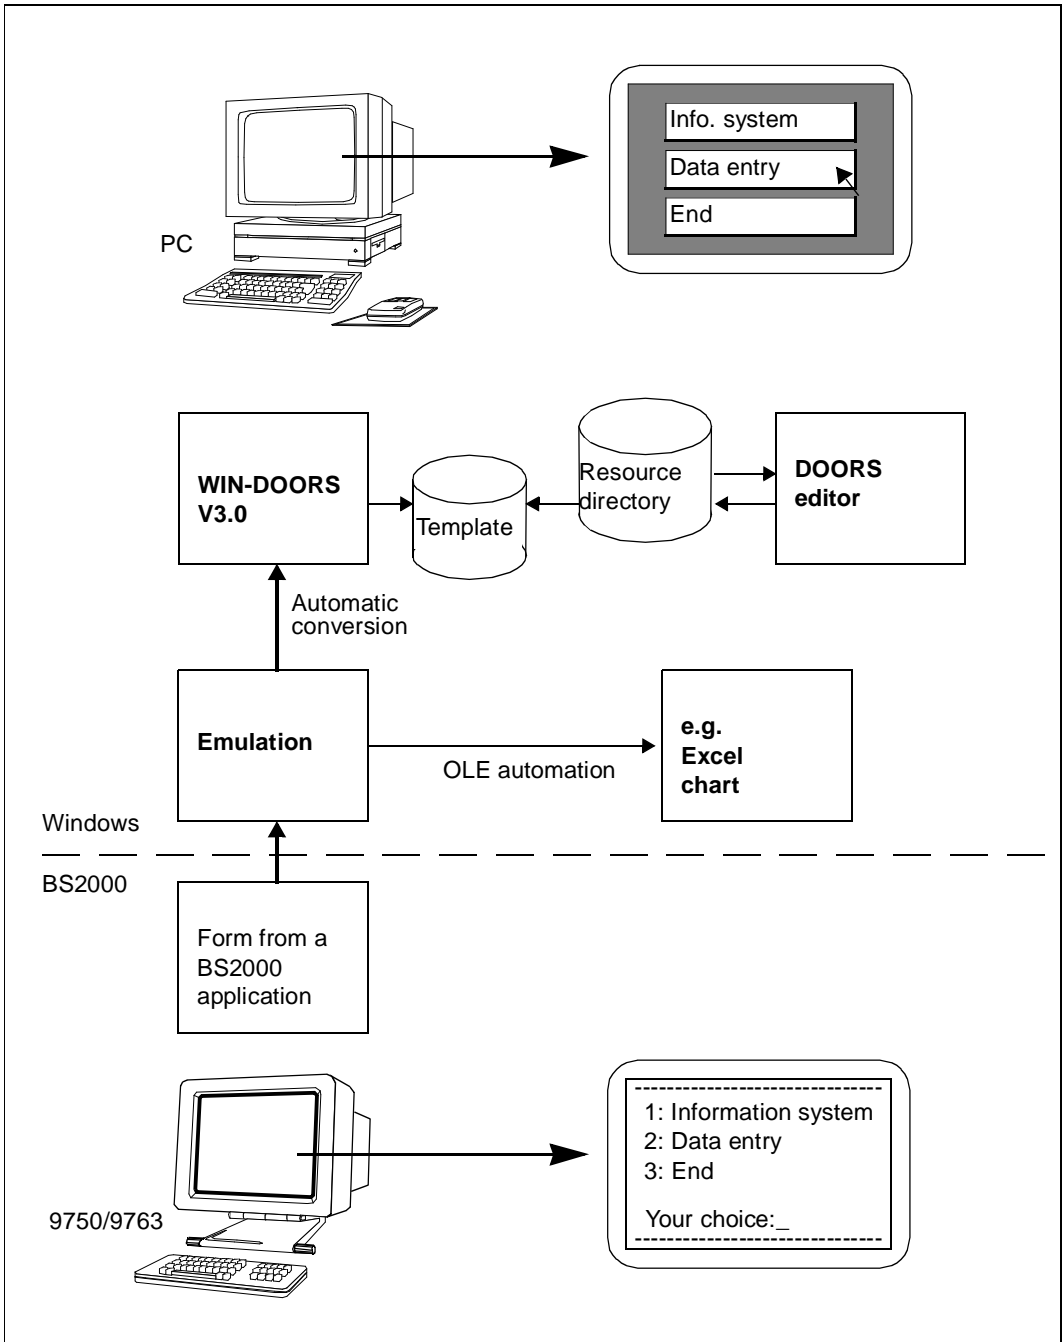 Info. system
Data entry
End
PC
WIN-DOORS
V3.0
Template
Resource
directory
DOORS
editor
Automatic
conversion
Emulation
OLE automation
e.g.
Excel
chart
Windows
BS2000
Form from a
BS2000
application
9750/9763
1: Information system
2: Data entry
3: End
Your choice:_